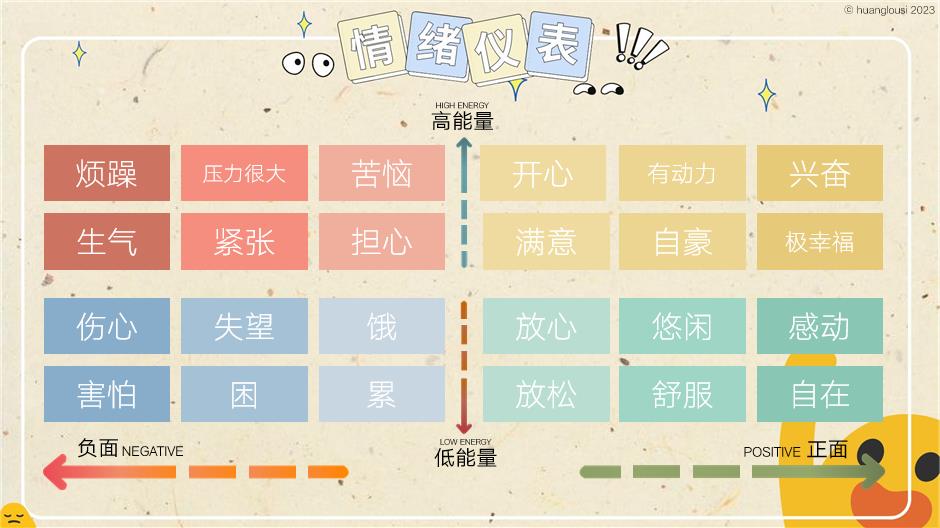 © huanglousi 2023
情绪仪表
HIGH ENERGY
高能量
烦躁 压力很大 苦恼 开心 有动力 兴奋
生气 紧张 担心 满意 自豪 极幸福
伤心 失望 饿 放心 悠闲 感动
害怕 困 累 放松 舒服 自在
负面 NEGATIVE
LOW ENERGY
低能量
POSITIVE 正面